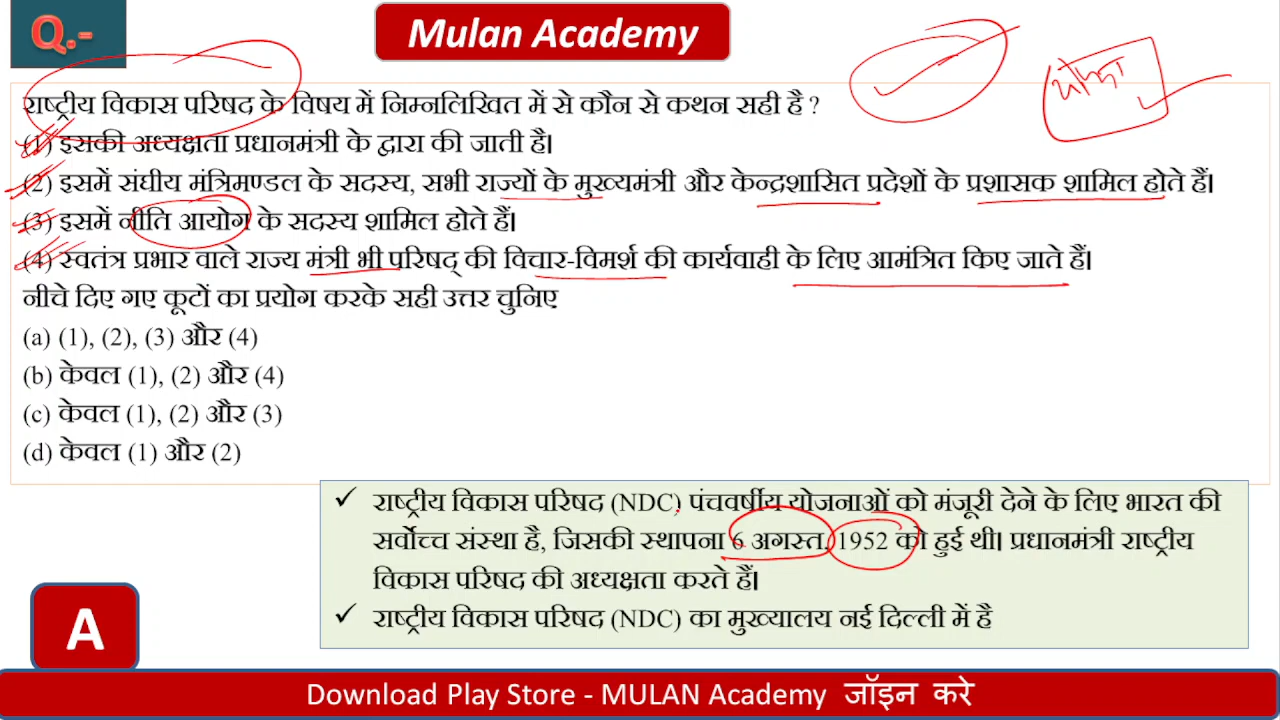 Q.-
Mulan Academy
राष्ट्रीय विकास परिषद के विषय में निम्नलिखित में से कौन से कथन सही है ?
(1) इसकी अध्यक्षता प्रधानमंत्री के द्वारा की जाती है।
(2) इसमें संघीय मंत्रिमण्डल के सदस्य, सभी राज्यों के मुख्यमंत्री और केन्द्रशासित प्रदेशों के प्रशासक शामिल होते हैं।
(3) इसमें नीति आयोग के सदस्य शामिल होते हैं।
(4) स्वतंत्र प्रभार वाले राज्य मंत्री भी परिषद् की विचार-विमर्श की कार्यवाही के लिए आमंत्रित किए जाते हैं।
नीचे दिए गए कूटों का प्रयोग करके सही उत्तर चुनिए
(a) (1), (2), (3) और (4)
(b) केवल (1), (2) और (4)
(c) केवल (1), (2) और (3)
(d) केवल (1) और (2)
✓ राष्ट्रीय विकास परिषद (NDC) पंचवर्षीय योजनाओं को मंजूरी देने के लिए भारत की
सर्वोच्च संस्था है, जिसकी स्थापना 6 अगस्त, 1952 को हुई थी। प्रधानमंत्री राष्ट्रीय
विकास परिषद की अध्यक्षता करते हैं।
✓ राष्ट्रीय विकास परिषद (NDC) का मुख्यालय नई दिल्ली में है
A
Download Play Store - MULAN Academy जॉइन करे